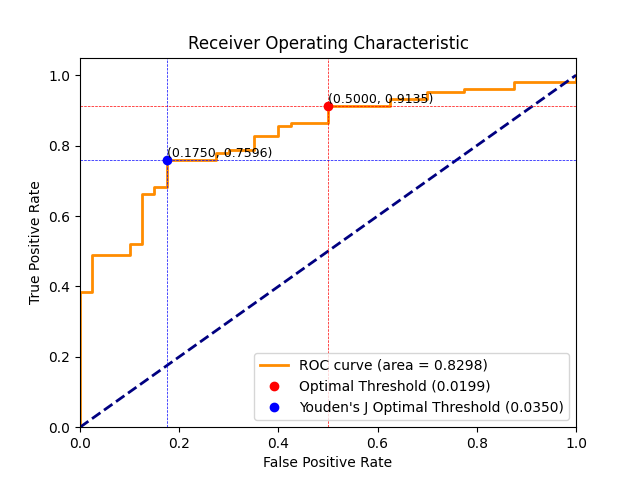 Receiver Operating Characteristic
True Positive Rate
1.0
0.8
0.6
0.4
0.2
0.0
(0.5000, 0.9135)
(0.1750, 0.7596)
ROC curve (area = 0.8298)
Optimal Threshold (0.0199)
Youden's J Optimal Threshold (0.0350)
0.0 0.2 0.4 0.6 0.8 1.0
False Positive Rate